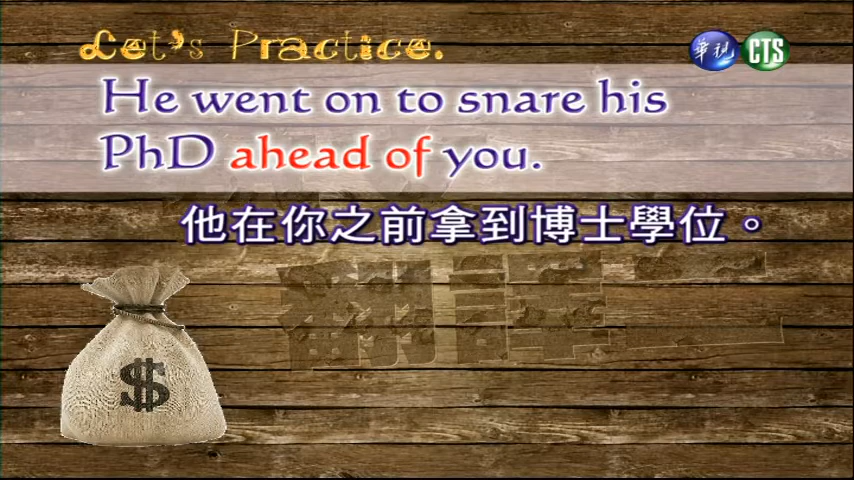 Let's Practice.
華視 CTS
He went on to snare his
PhD ahead of you.
他在你之前拿到博士學位。
翻譯二
$